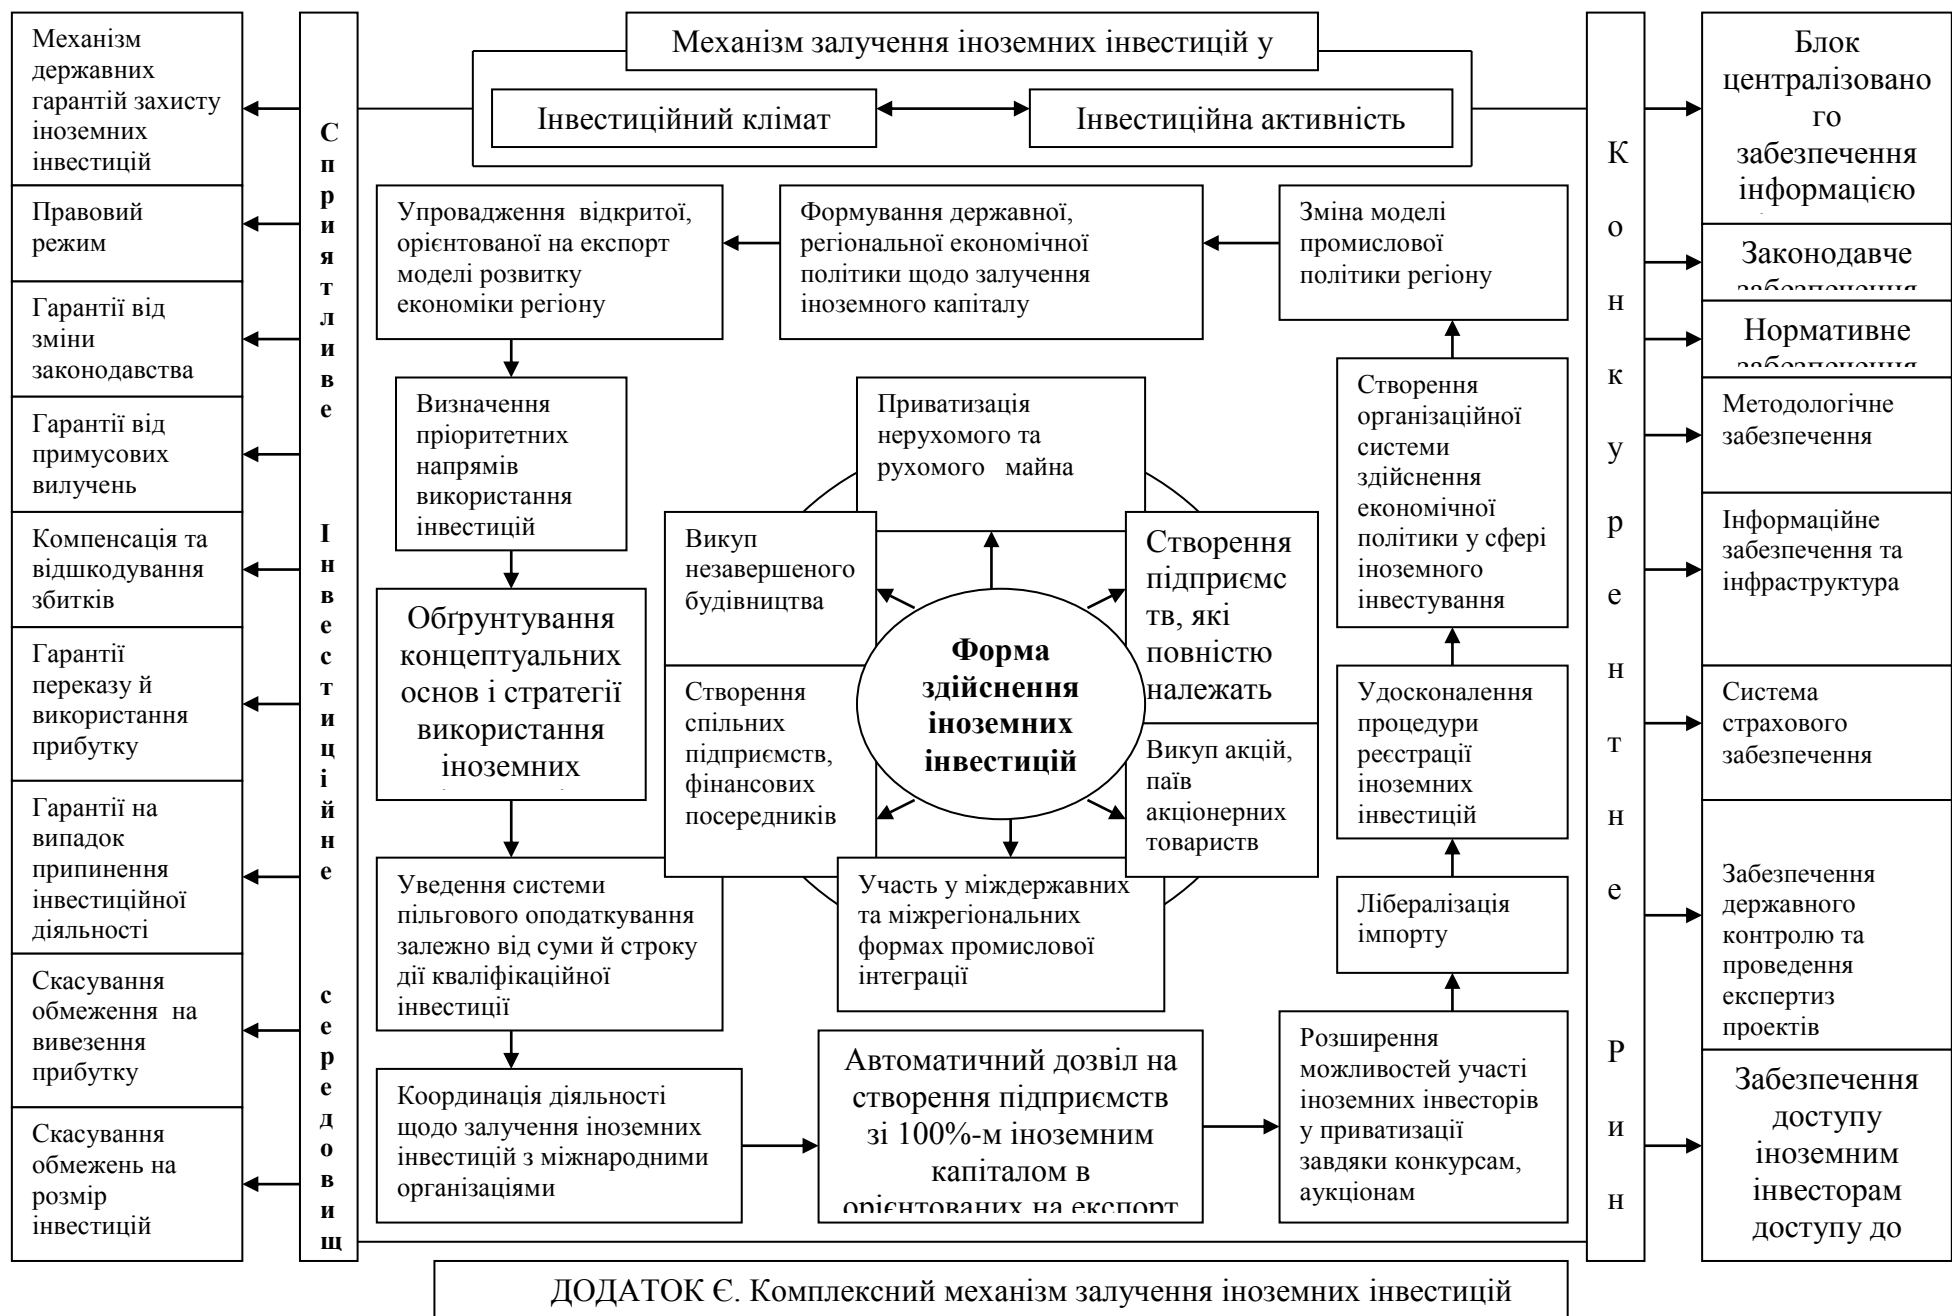 Механізм
державних
гарантій захисту
іноземних
інвестицій
Правовий
режим
Гарантії від
зміни
законодавства
Гарантії від
примусових
вилучень
Компенсація та
відшкодування
збитків
Гарантії
переказу й
використання
прибутку
Гарантії на
випадок
припинення
інвестиційної
діяльності
Скасування
обмеження на
вивезення
прибутку
Скасування
обмежень на
розмір
інвестицій
Сприятливе Інвестиційне середовищ
Механізм залучення іноземних інвестицій у
Інвестиційний клімат
Інвестиційна активність
Упровадження відкритої,
орієнтованої на експорт
моделі розвитку
економіки регіону
Формування державної,
регіональної економічної
політики щодо залучення
іноземного капіталу
Зміна моделі
промислової
політики регіону
Визначення
пріоритетних
напрямів
використання
інвестицій
Обґрунтування
концептуальних
основ і стратегії
використання
іноземних
Уведення системи
пільгового оподаткування
залежно від суми й строку
дії кваліфікаційної
інвестиції
Координація діяльності
щодо залучення іноземних
інвестицій з міжнародними
організаціями
Приватизація
нерухомого та
рухомого майна
Викуп
незавершеного
будівництва
Створення
підприємс
тв, які
повністю
належать
Форма
здійснення
іноземних
інвестицій
Створення
спільних
підприємств,
фінансових
посередників
Викуп акцій,
паїв
акціонерних
товариств
Участь у міждержавних
та міжрегіональних
формах промислової
інтеграції
Автоматичний дозвіл на
створення підприємств
зі 100%-м іноземним
капіталом в
орієнтованих на експорт
Створення
організаційної
системи
здійснення
економічної
політики у сфері
іноземного
інвестування
Удосконалення
процедури
реєстрації
іноземних
інвестицій
Лібералізація
імпорту
Розширення
можливостей участі
іноземних інвесторів
у приватизації
завдяки конкурсам,
аукціонам
Конкурентне Рин
Блок
централізовано
го
забезпечення
інформацією
Законодавче
забезпечення
Нормативне
забезпечення
Методологічне
забезпечення
Інформаційне
забезпечення та
інфраструктура
Система
страхового
забезпечення
Забезпечення
державного
контролю та
проведення
експертиз
проектів
Забезпечення
доступу
іноземним
інвесторам
доступу до
ДОДАТОК Є. Комплексний механізм залучення іноземних інвестицій